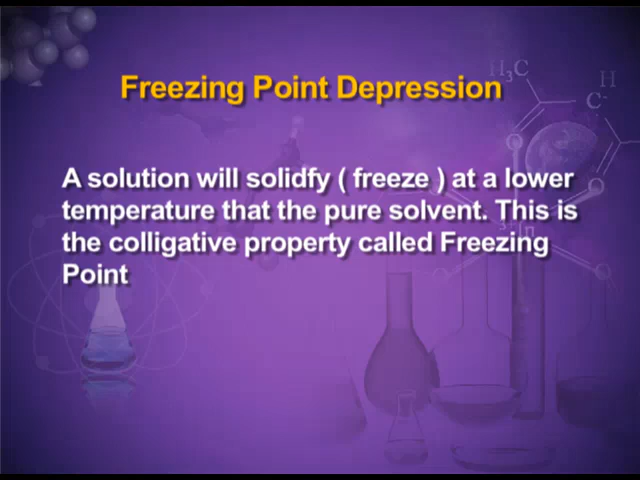 Freezing Point Depression
H₃C
H
C
A solution will solidfy ( freeze ) at a lower
temperature that the pure solvent. This is
the colligative property called Freezing
Point